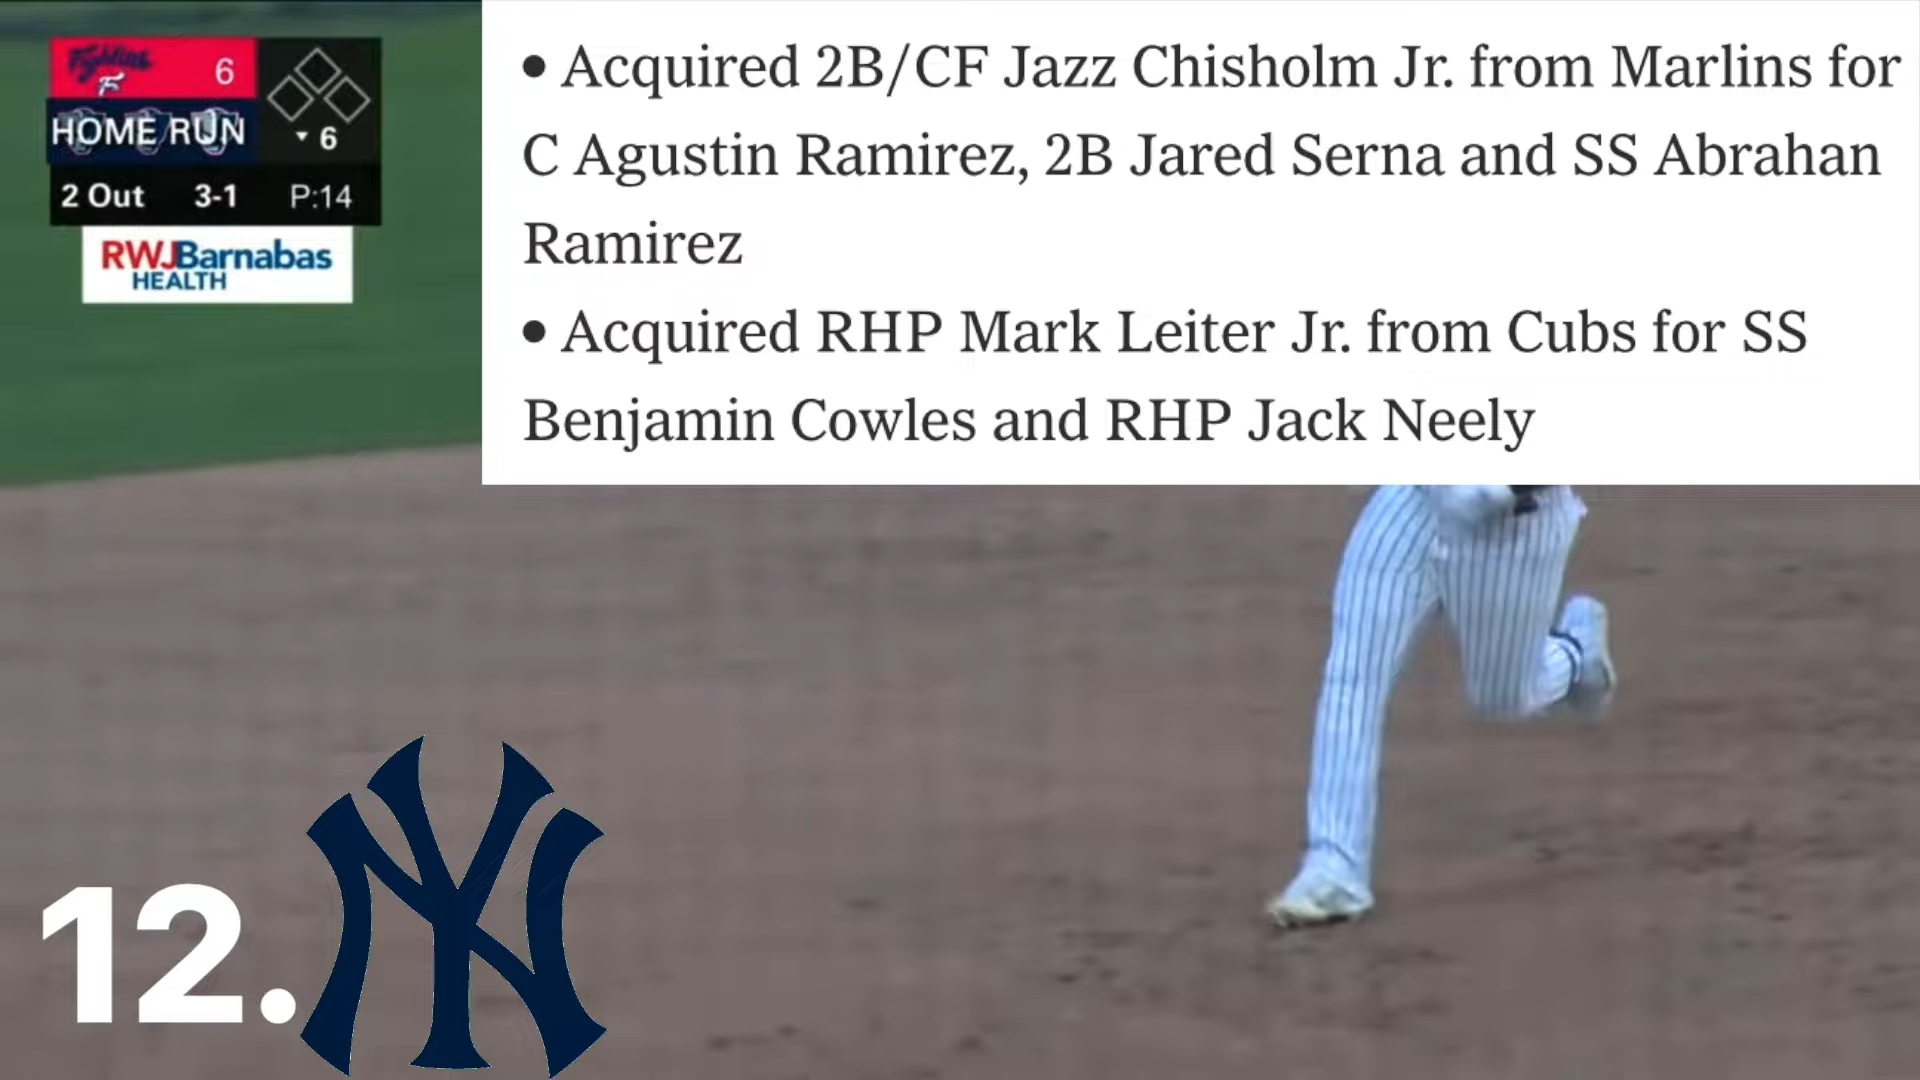 Fightins
F
6
HOME RUN
6
2 Out 3-1 P:14
RWJBarnabas
HEALTH
• Acquired 2B/CF Jazz Chisholm Jr. from Marlins for
C Agustin Ramirez, 2B Jared Serna and SS Abrahan
Ramirez
• Acquired RHP Mark Leiter Jr. from Cubs for SS
Benjamin Cowles and RHP Jack Neely
12.
NY